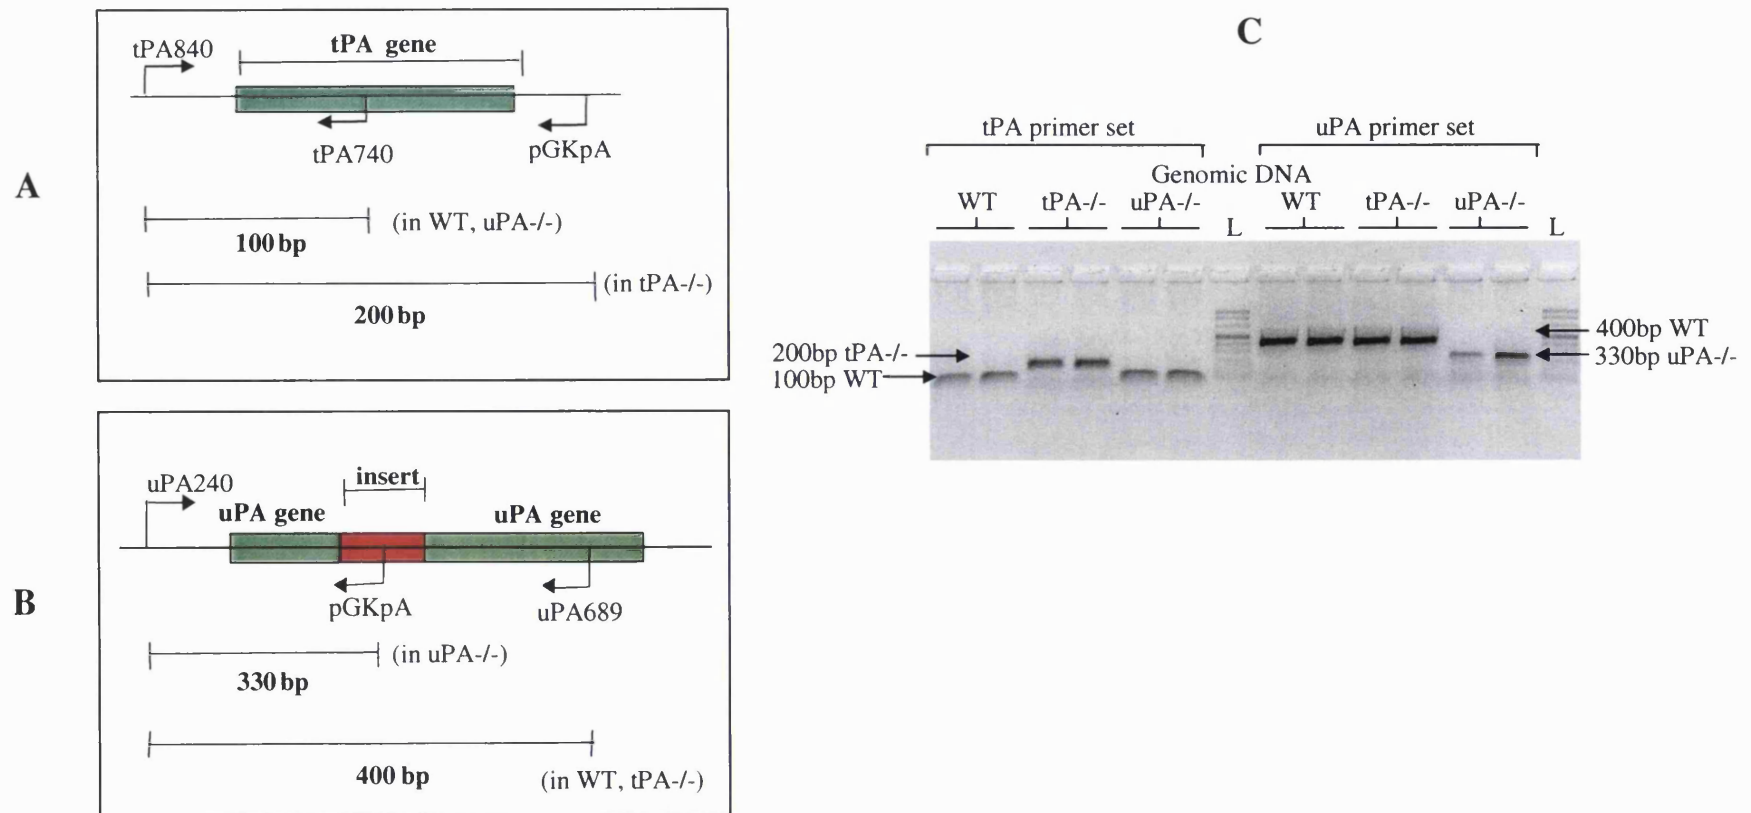 A
tPA840
tPA gene
tPA740
pGKpA
100 bp
(in WT, uPA-/-)
200 bp
(in tPA-/-)
B
uPA240
insert
uPA gene
uPA gene
pGKpA
uPA689
330 bp
(in uPA-/-)
400 bp
(in WT, tPA-/-)
C
tPA primer set
uPA primer set
Genomic DNA
WT tPA-/- uPA-/- L WT tPA-/- uPA-/- L
200bp tPA-/-
100bp WT
400bp WT
330bp uPA-/-